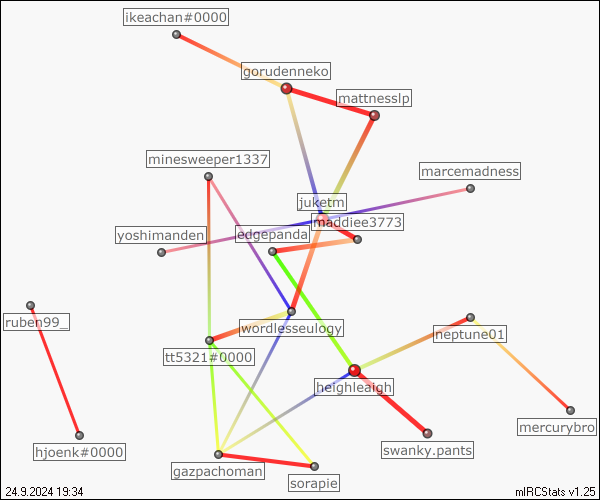 ikeachan#0000
gorudenneko
mattnesslp
minesweeper1337
marcemadness
juketm
maddiee3773
yoshimanden
edgepanda
ruben99_
wordlesseulogy
neptune01
tt5321#0000
heighleaigh
mercurybro
hjoenk#0000
swanky.pants
gazpachoman
sorapie
24.9.2024 19:34
mIRCStats v1.25